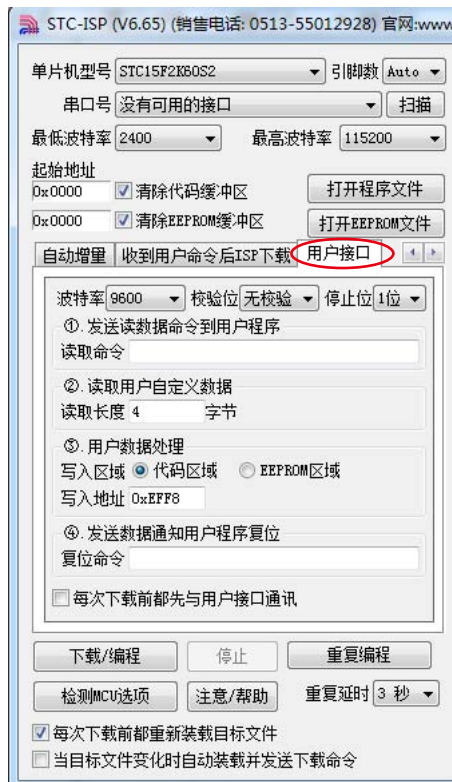 STC-ISP (V6.65) (销售电话: 0513-55012928) 官网:www
单片机型号 STC15F2K60S2 引脚数 Auto
串口号 没有可用的接口 扫描
最低波特率 2400 最高波特率 115200
起始地址
0x0000 清除代码缓冲区 打开程序文件
0x0000 清除EEPROM缓冲区 打开EEPROM文件
自动增量 收到用户命令后ISP下载 用户接口
波特率 9600 校验位 无校验 停止位 1位
①.发送读数据命令到用户程序
读取命令
②.读取用户自定义数据
读取长度 4 字节
③.用户数据处理
写入区域 代码区域 EEPROM区域
写入地址 0xEFF8
④.发送数据通知用户程序复位
复位命令
每次下载前都先与用户接口通讯
下载/编程 停止 重复编程
检测MCU选项 注意/帮助 重复延时 3 秒
每次下载前都重新装载目标文件
当目标文件变化时自动装载并发送下载命令